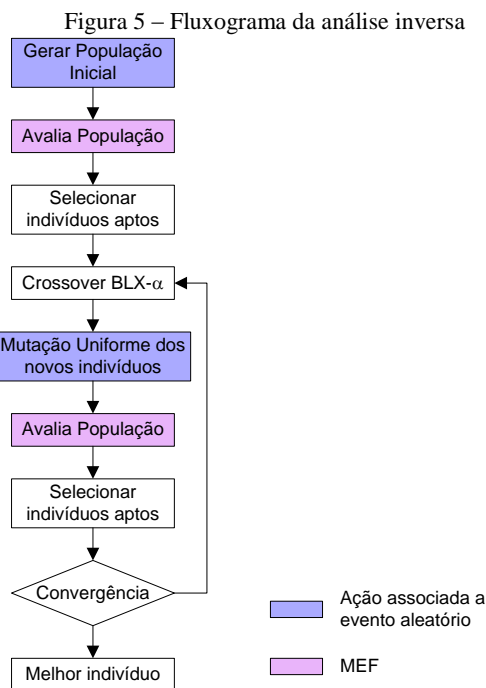 Figura 5 – Fluxograma da análise inversa
Gerar População
Inicial
Avalia População
Selecionar
indivíduos aptos
Crossover BLX-α
Mutação Uniforme dos
novos indivíduos
Avalia População
Selecionar
indivíduos aptos
Convergência
Melhor indivíduo
Ação associada a
evento aleatório
MEF